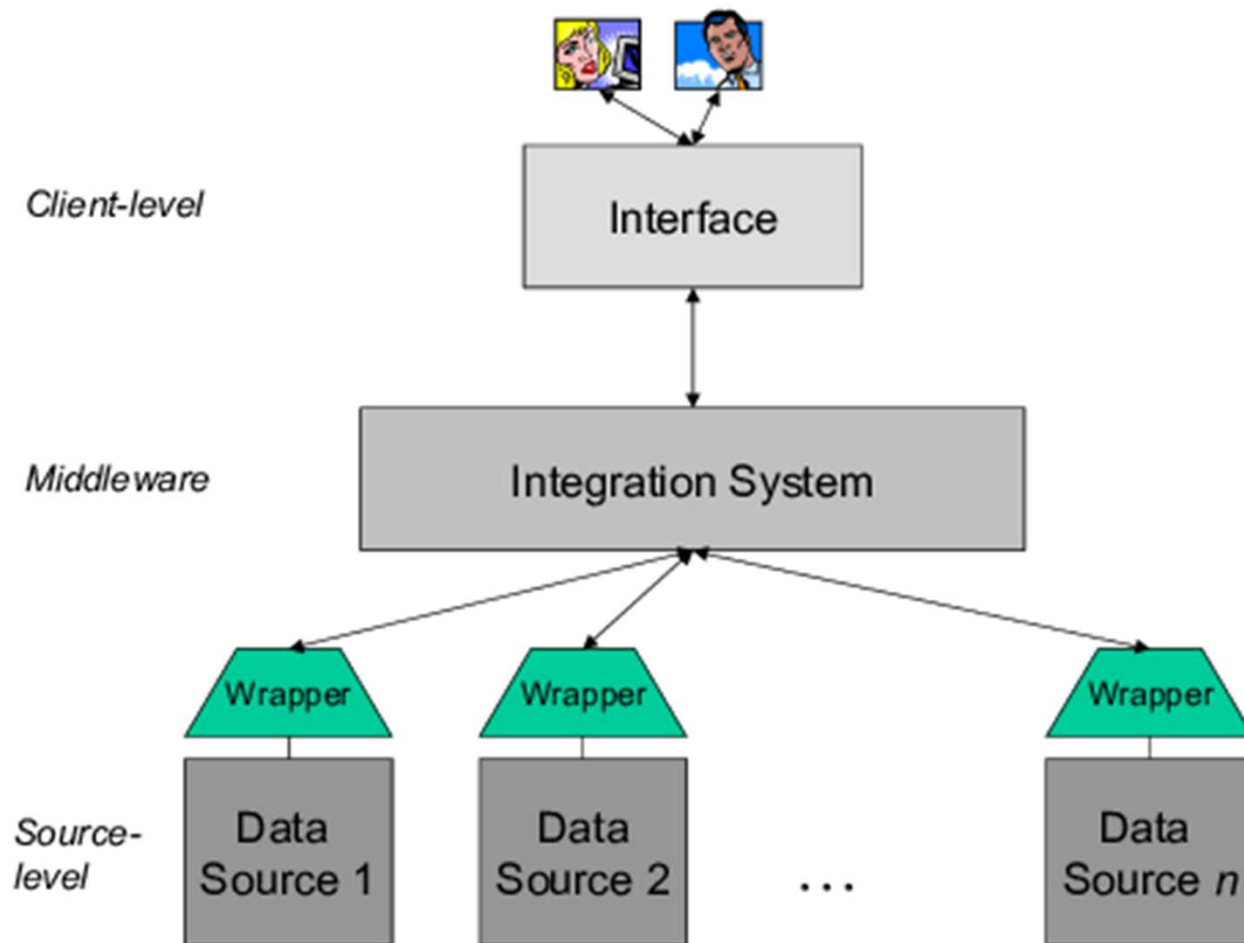 Client-level
Interface
Middleware
Integration System
Wrapper
Wrapper
Wrapper
Source-
level
Data
Source 1
Data
Source 2
...
Data
Source n